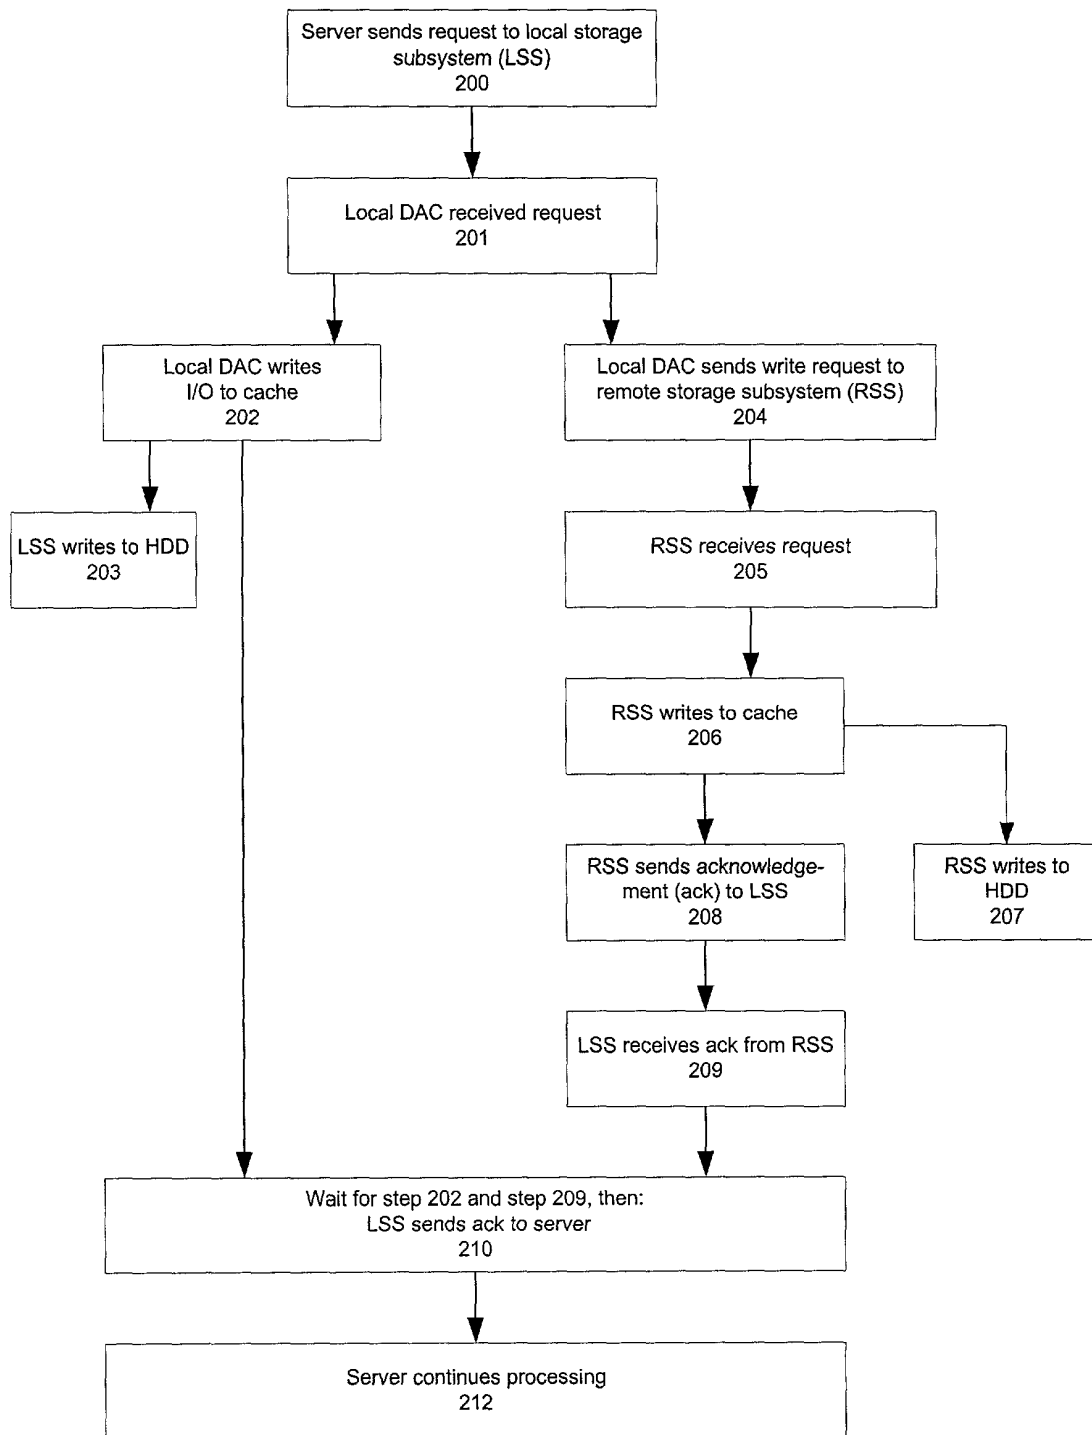 Server sends request to local storage
subsystem (LSS)
200
Local DAC received request
201
Local DAC writes
I/O to cache
202
Local DAC sends write request to
remote storage subsystem (RSS)
204
LSS writes to HDD
203
RSS receives request
205
RSS writes to cache
206
RSS sends acknowledge-
ment (ack) to LSS
208
RSS writes to
HDD
207
LSS receives ack from RSS
209
Wait for step 202 and step 209, then:
LSS sends ack to server
210
Server continues processing
212